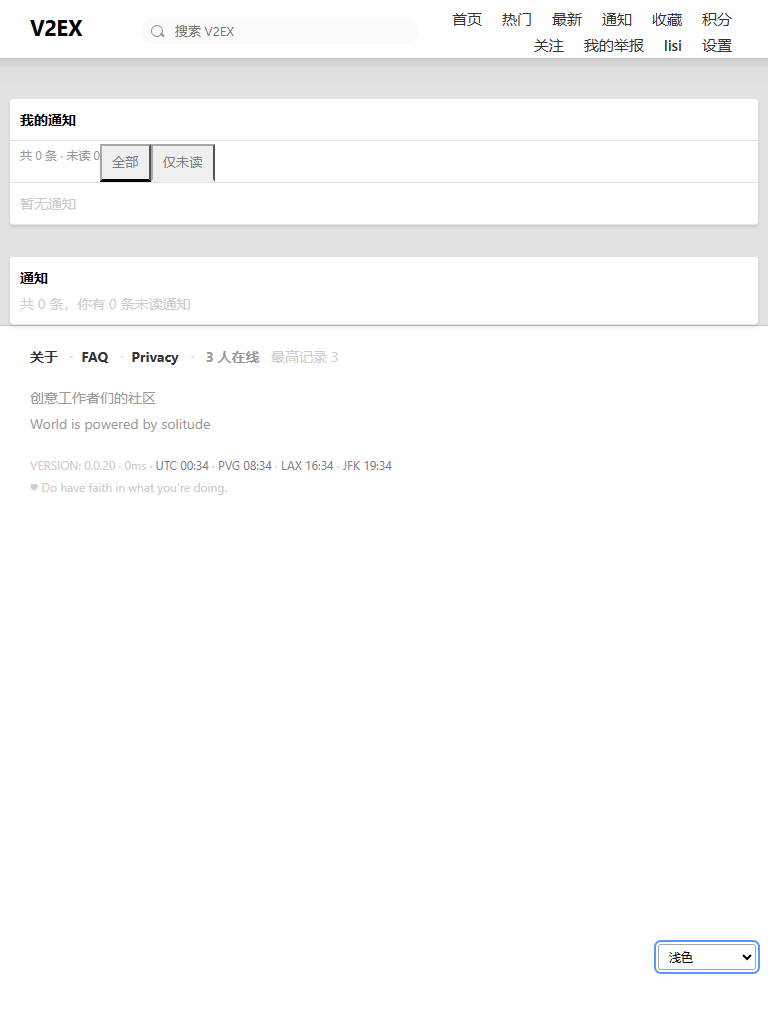 V2EX
搜索 V2EX
首页 热门 最新 通知 收藏 积分
关注 我的举报 lisi 设置
我的通知
共 0 条 · 未读 0 全部 仅未读
暂无通知
通知
共 0 条，你有 0 条未读通知
关于 · FAQ · Privacy · 3 人在线 最高记录 3
创意工作者们的社区
World is powered by solitude
VERSION: 0.0.20 · 0ms · UTC 00:34 · PVG 08:34 · LAX 16:34 · JFK 19:34
♥ Do have faith in what you're doing.
浅色